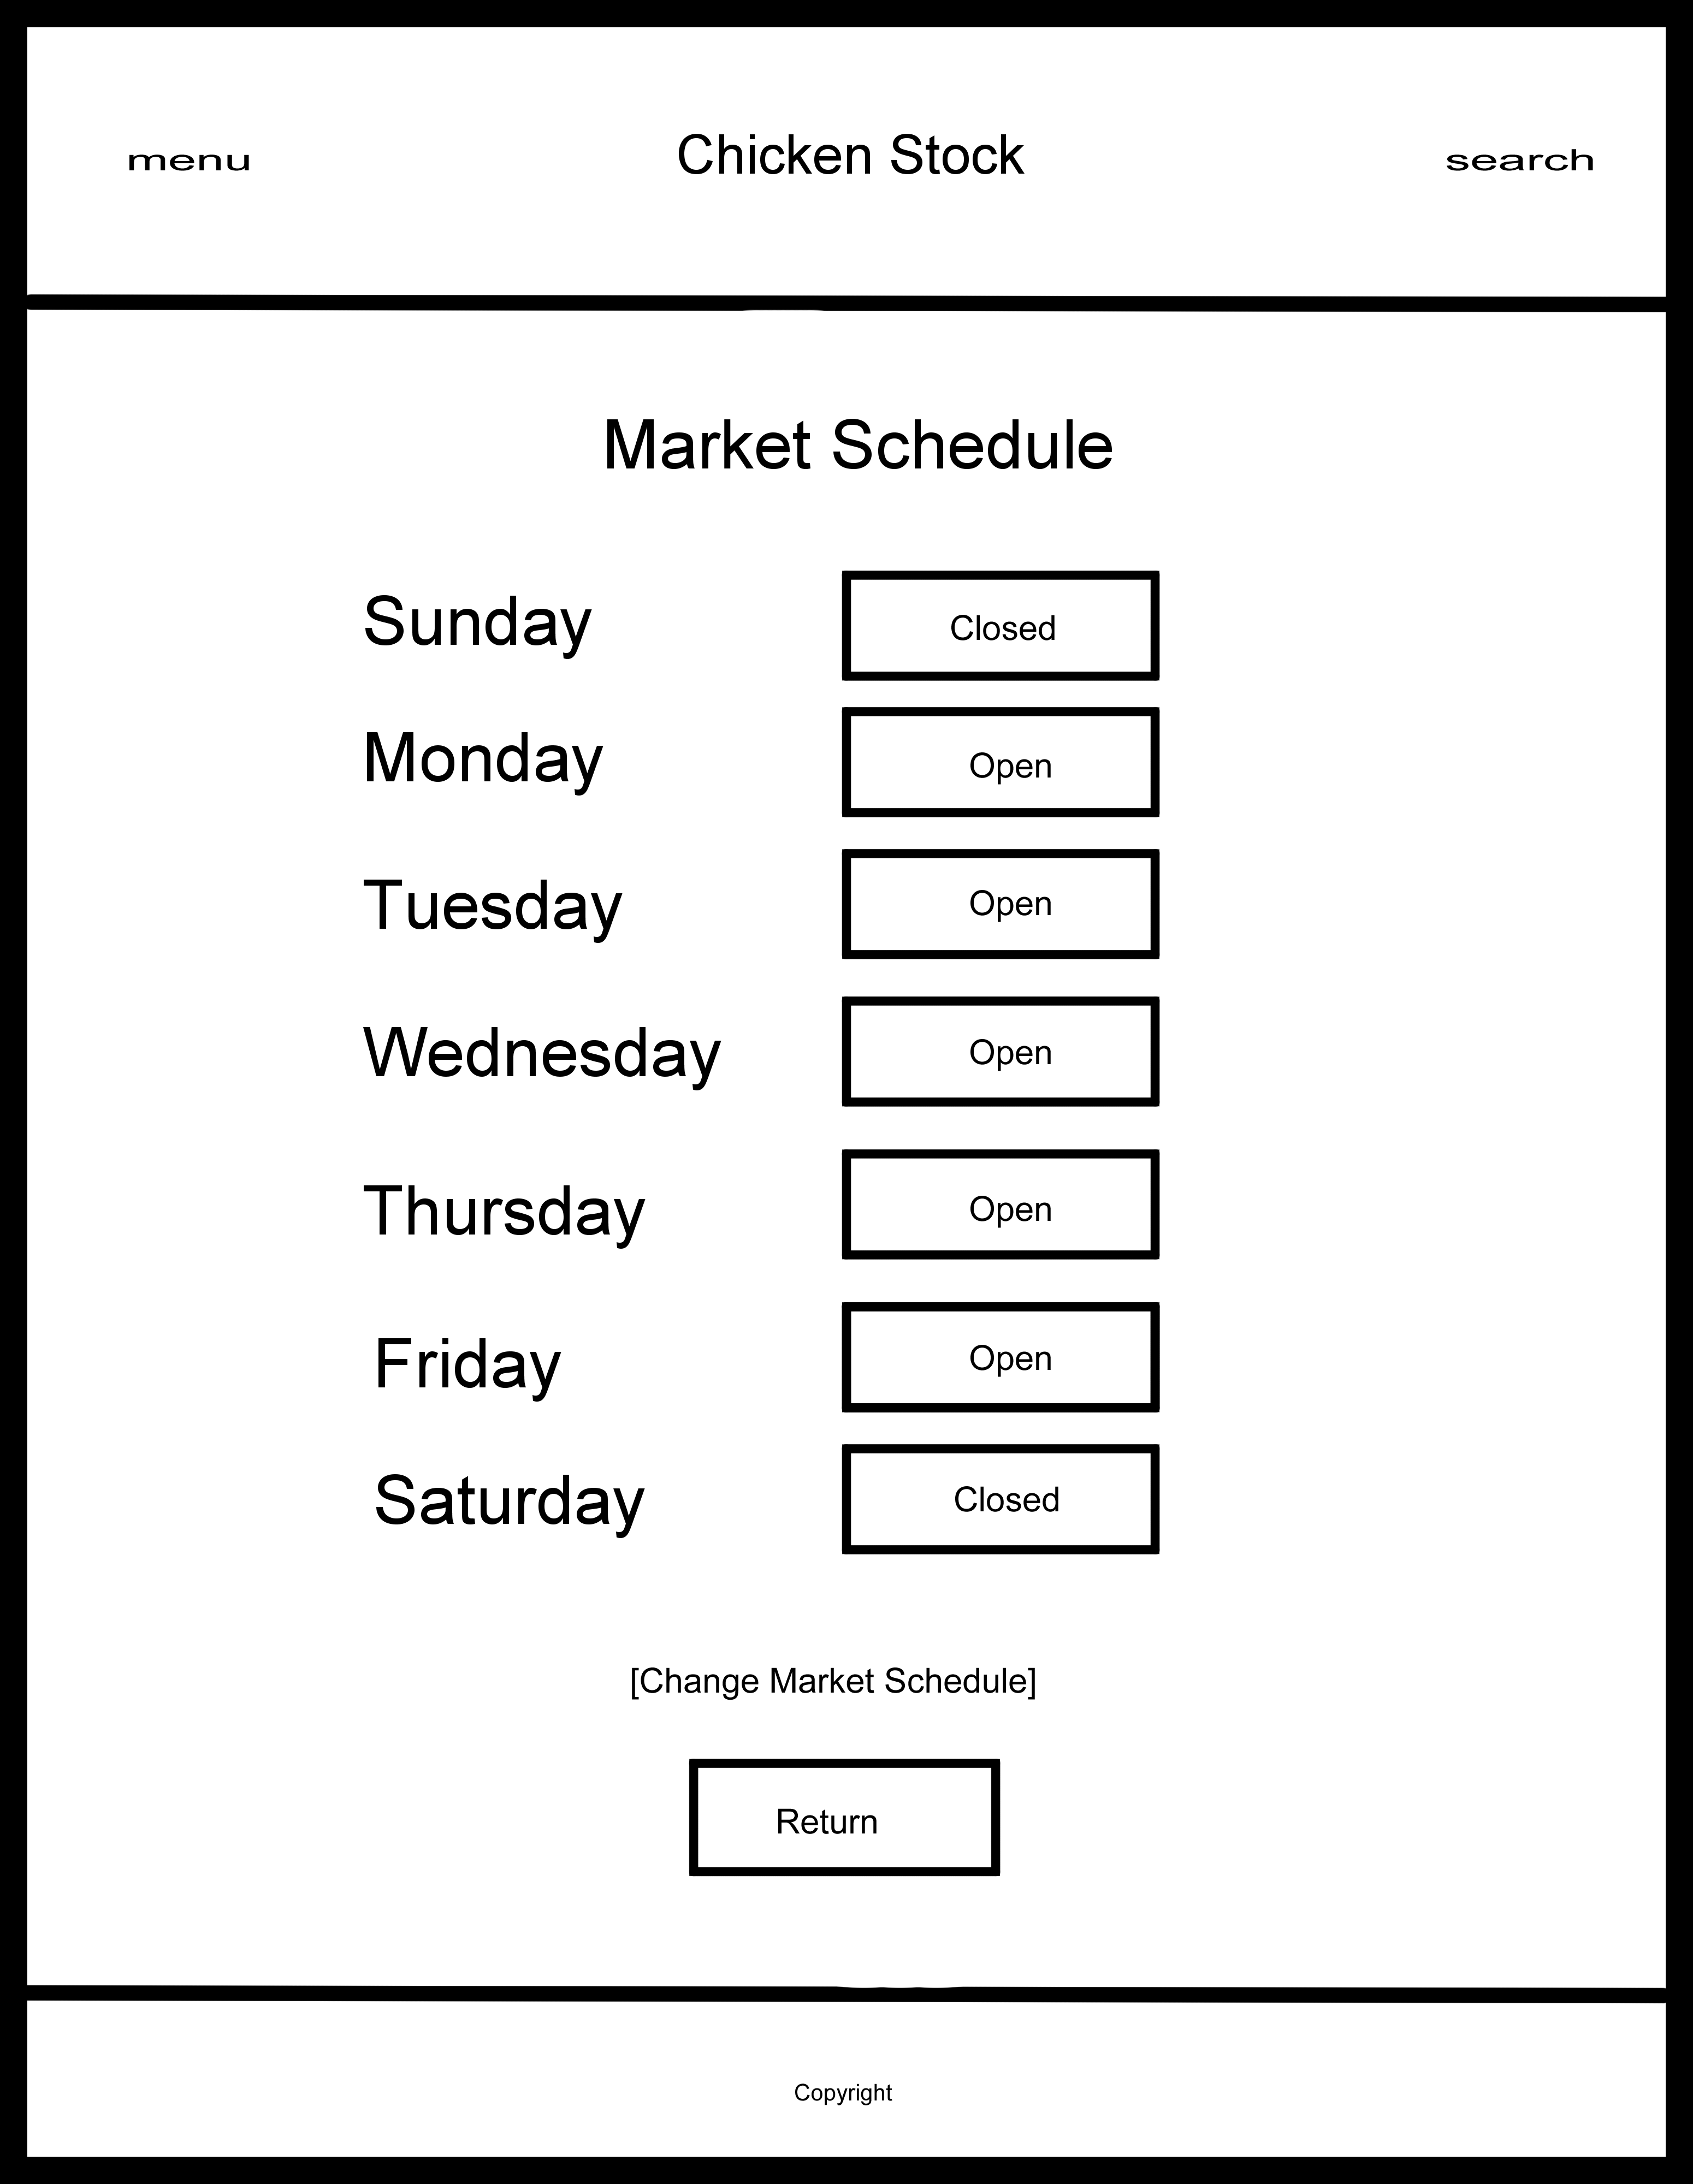 menu Chicken Stock search
Market Schedule
Sunday Closed
Monday Open
Tuesday Open
Wednesday Open
Thursday Open
Friday Open
Saturday Closed
[Change Market Schedule]
Return
Copyright